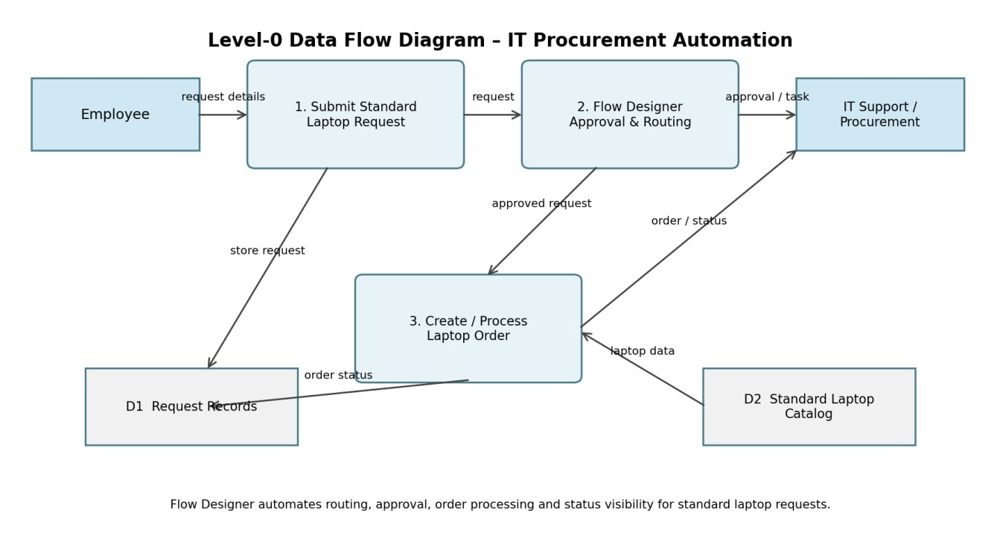 Level-0 Data Flow Diagram – IT Procurement Automation
Employee
request details
1. Submit Standard
Laptop Request
request
2. Flow Designer
Approval & Routing
approval / task
IT Support /
Procurement
approved request
order / status
store request
3. Create / Process
Laptop Order
laptop data
order status
D1  Request Records
D2  Standard Laptop
Catalog
Flow Designer automates routing, approval, order processing and status visibility for standard laptop requests.